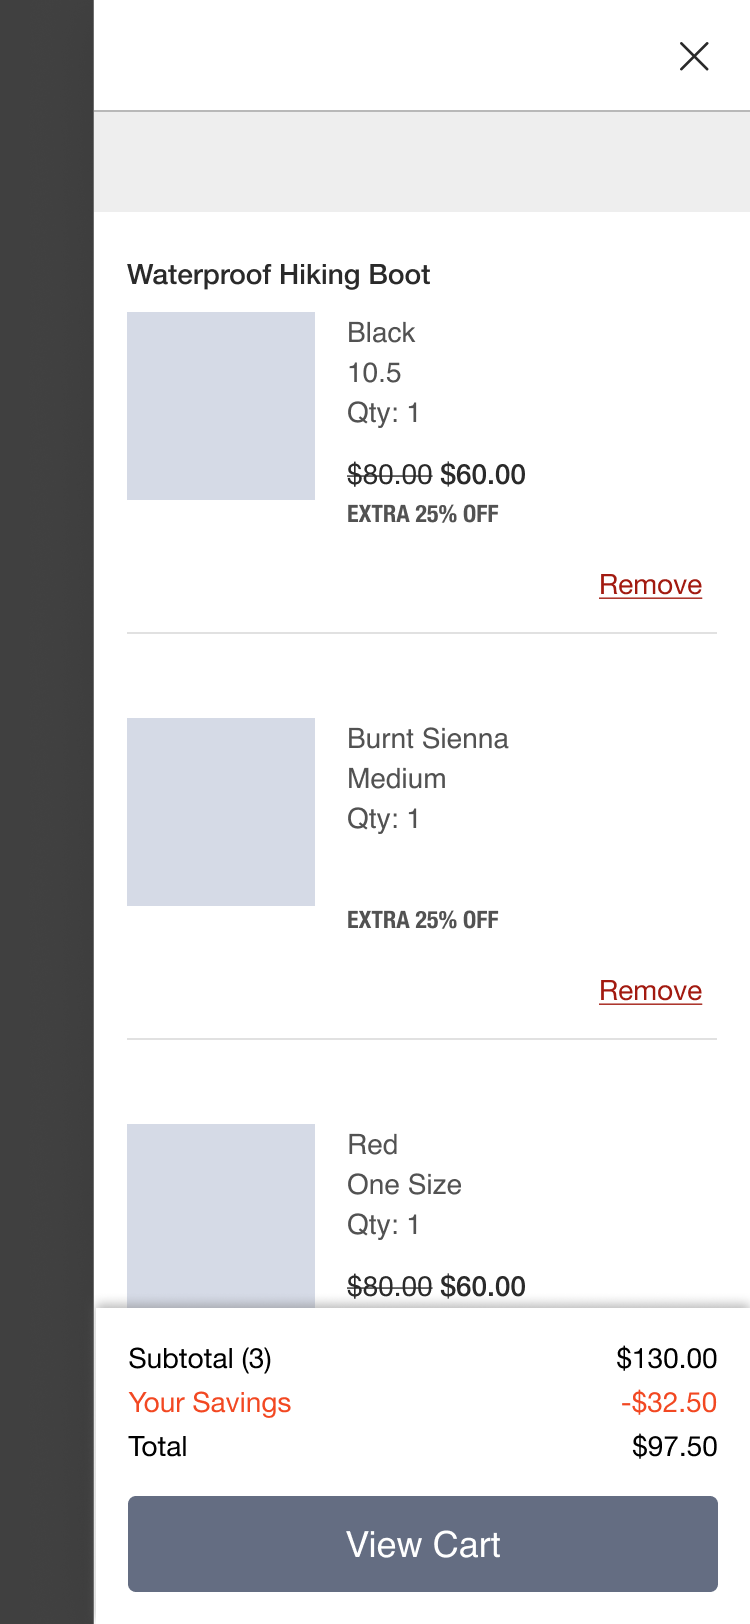 Waterproof Hiking Boot
Black
10.5
Qty: 1
$80.00 $60.00
EXTRA 25% OFF
Remove
Burnt Sienna
Medium
Qty: 1
EXTRA 25% OFF
Remove
Red
One Size
Qty: 1
$80.00 $60.00
Subtotal (3) $130.00
Your Savings -$32.50
Total $97.50
View Cart